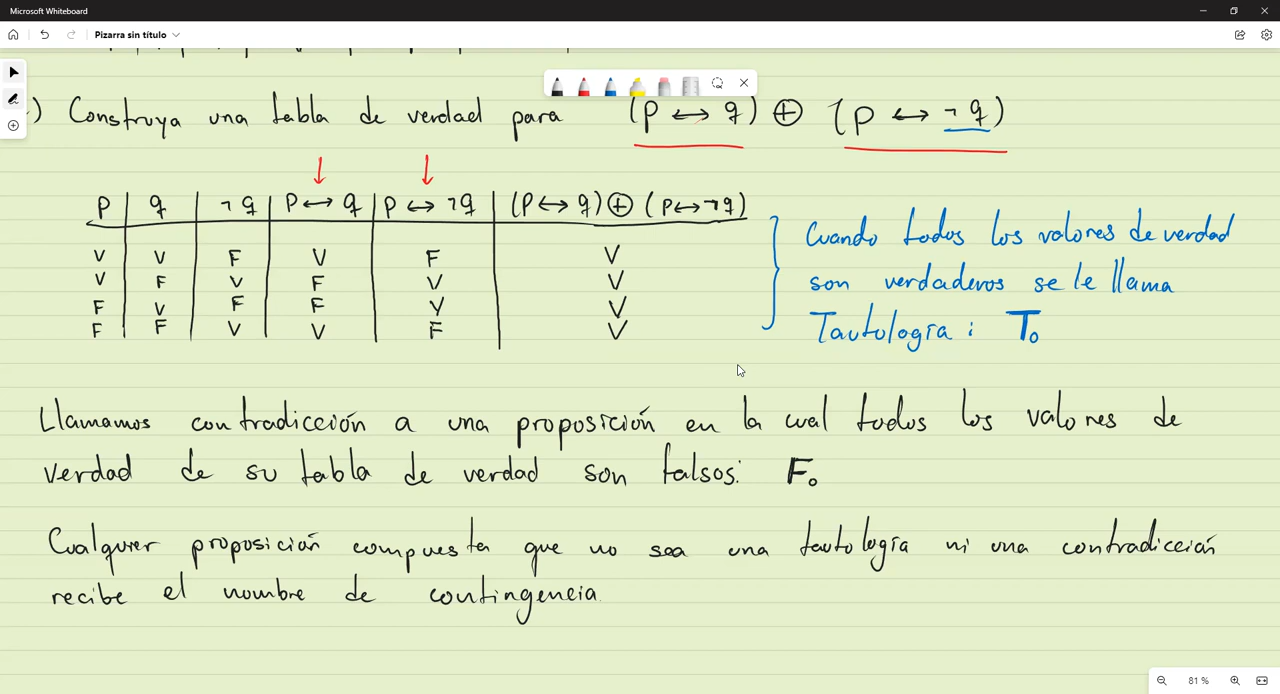 Microsoft Whiteboard
Pizarra sin título
) Construya una tabla de verdad para (p ↔ q) ⊕ (p ↔ ¬q)
p | q | ¬q | p ↔ q | p ↔ ¬q | (p ↔ q) ⊕ (p ↔ ¬q)
V | V | F | V | F | V
V | F | V | F | V | V
F | V | F | F | V | V
F | F | V | V | F | V
Cuando todos los valores de verdad
son verdaderos se le llama
Tautología: T₀
Llamamos contradicción a una proposición en la cual todos los valores de
verdad de su tabla de verdad son falsos: F₀
Cualquier proposición compuesta que no sea una tautología ni una contradicción
recibe el nombre de contingencia.
81 %